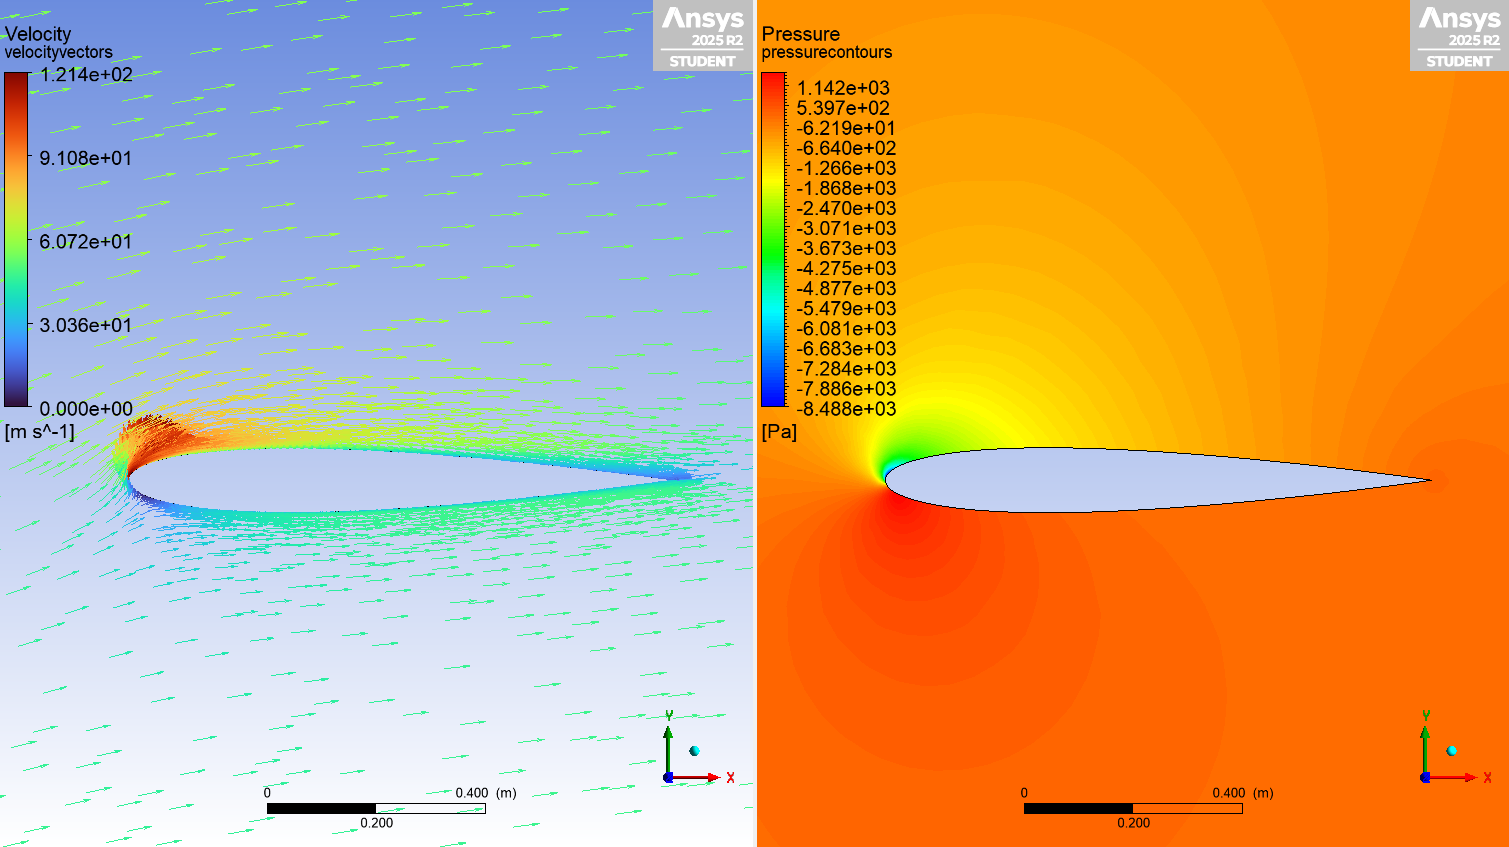 Velocity
velocityvectors
1.214e+02
9.108e+01
6.072e+01
3.036e+01
0.000e+00
[m s^-1]
Ansys
2025 R2
STUDENT
0 0.400 (m)
0.200
Y
X
Pressure
pressurecontours
1.142e+03
5.397e+02
-6.219e+01
-6.640e+02
-1.266e+03
-1.868e+03
-2.470e+03
-3.071e+03
-3.673e+03
-4.275e+03
-4.877e+03
-5.479e+03
-6.081e+03
-6.683e+03
-7.284e+03
-7.886e+03
-8.488e+03
[Pa]
Ansys
2025 R2
STUDENT
0 0.400 (m)
0.200
Y
X